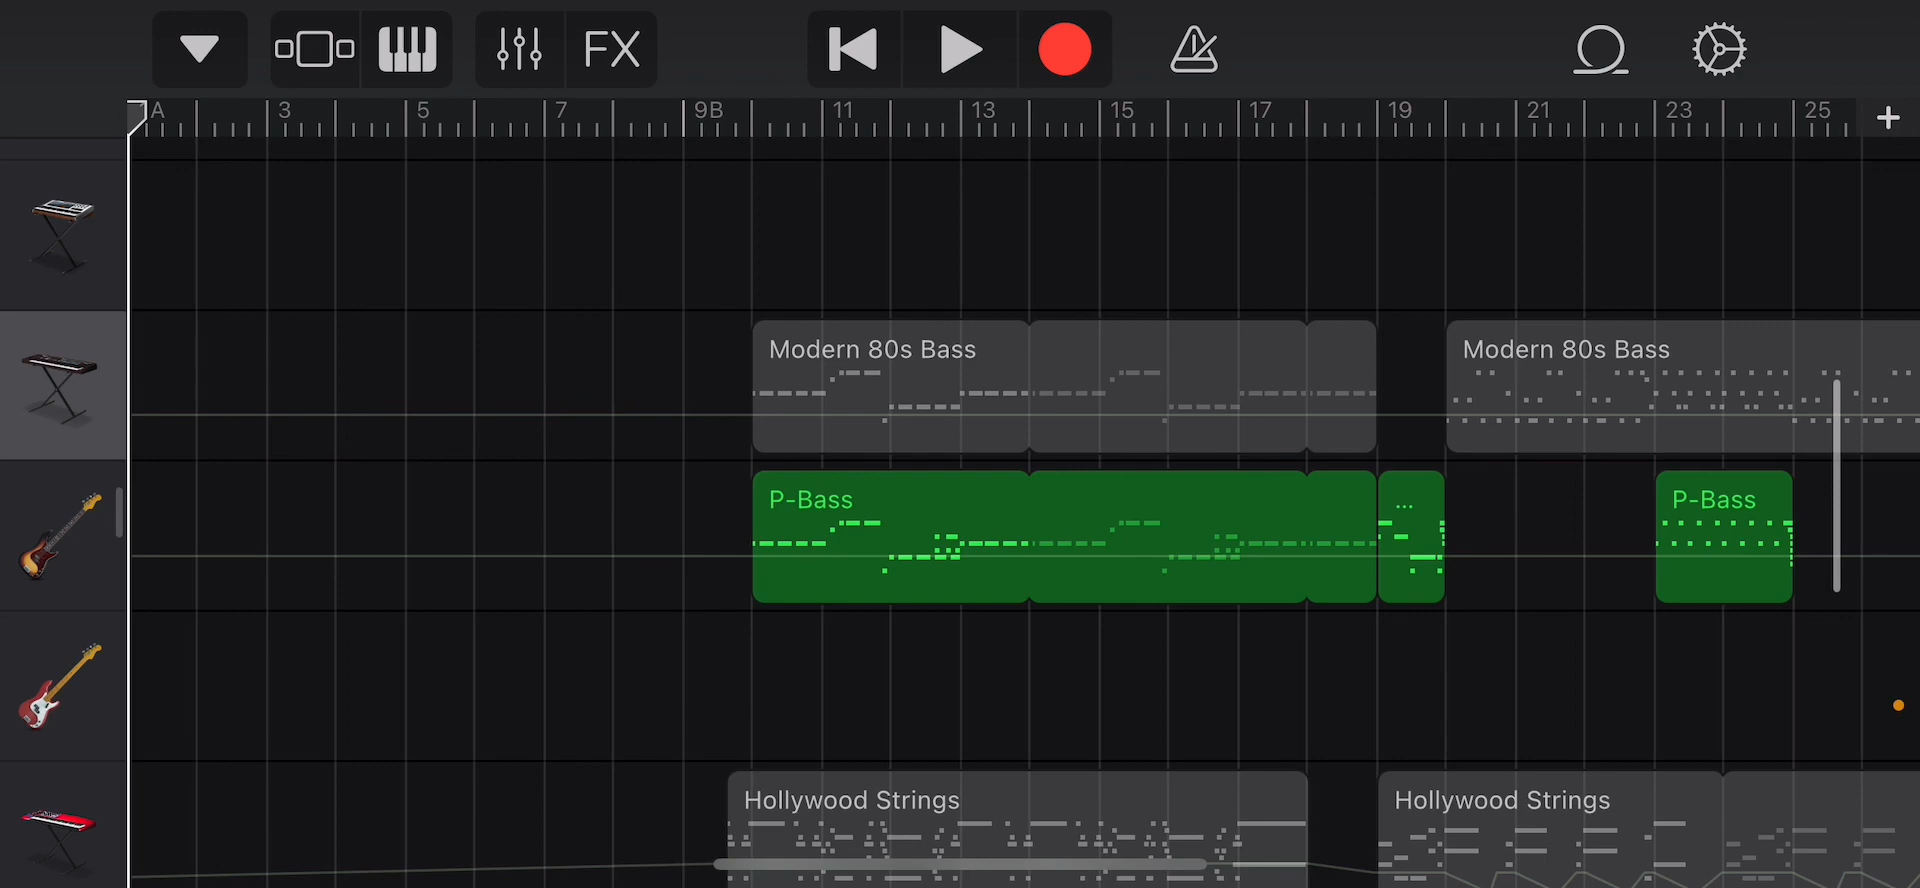 FX
A 3 5 7 9B 11 13 15 17 19 21 23 25 +
Modern 80s Bass
Modern 80s Bass
P-Bass
...
P-Bass
Hollywood Strings
Hollywood Strings